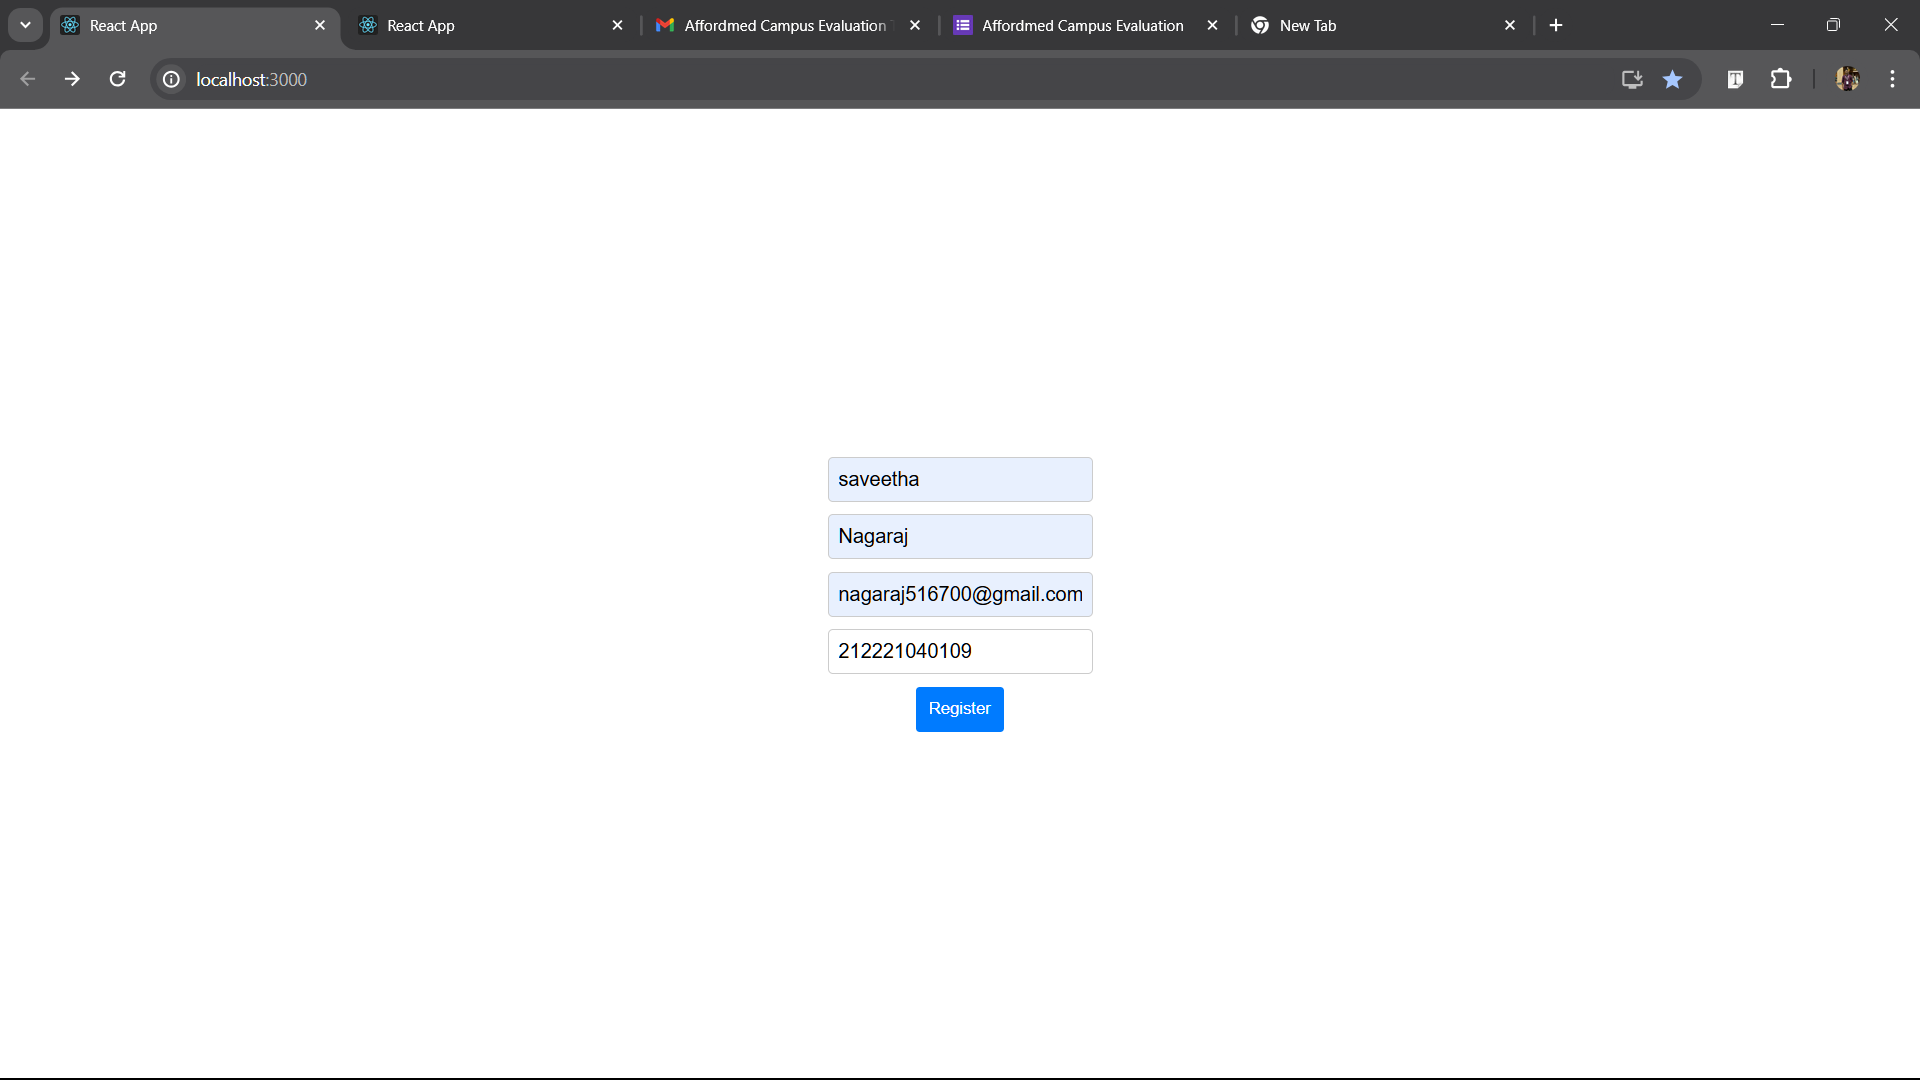 React App
React App
Affordmed Campus Evaluation
Affordmed Campus Evaluation
New Tab
localhost:3000
saveetha
Nagaraj
nagaraj516700@gmail.com
212221040109
Register